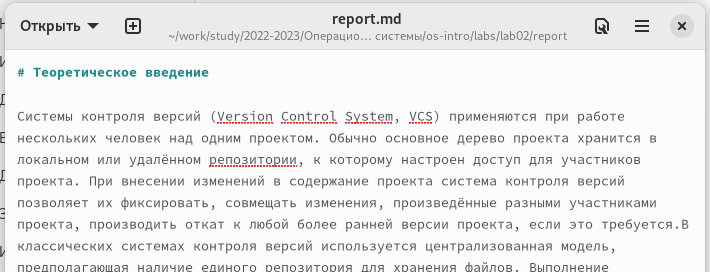 Открыть
report.md
~/work/study/2022-2023/Операцио… системы/os-intro/labs/lab02/report
# Теоретическое введение
Системы контроля версий (Version Control System, VCS) применяются при работе
нескольких человек над одним проектом. Обычно основное дерево проекта хранится в
локальном или удалённом репозитории, к которому настроен доступ для участников
проекта. При внесении изменений в содержание проекта система контроля версий
позволяет их фиксировать, совмещать изменения, произведённые разными участниками
проекта, производить откат к любой более ранней версии проекта, если это требуется.В
классических системах контроля версий используется централизованная модель,
предполагающая наличие единого репозитория для хранения файлов. Выполнение